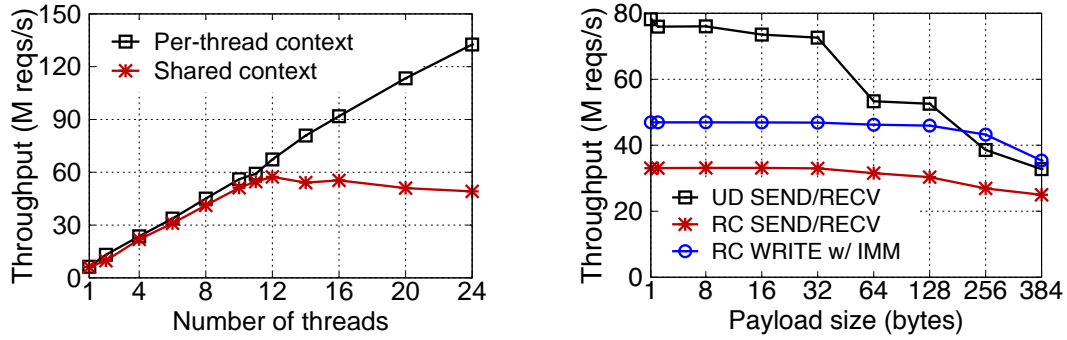 Throughput (M reqs/s)
150
120
90
60
30
0
Per-thread context
Shared context
1 4 8 12 16 20 24
Number of threads
Throughput (M reqs/s)
80
60
40
20
0
UD SEND/RECV
RC SEND/RECV
RC WRITE w/ IMM
1 8 16 32 64 128 256 384
Payload size (bytes)